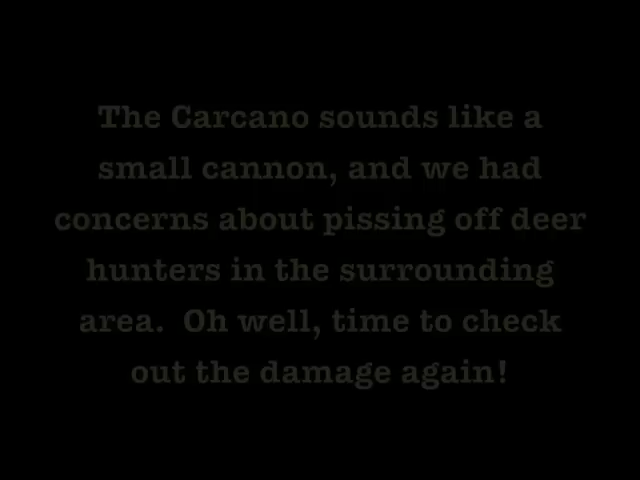 The Carcano sounds like a
small cannon, and we had
concerns about pissing off deer
hunters in the surrounding
area.  Oh well, time to check
out the damage again!